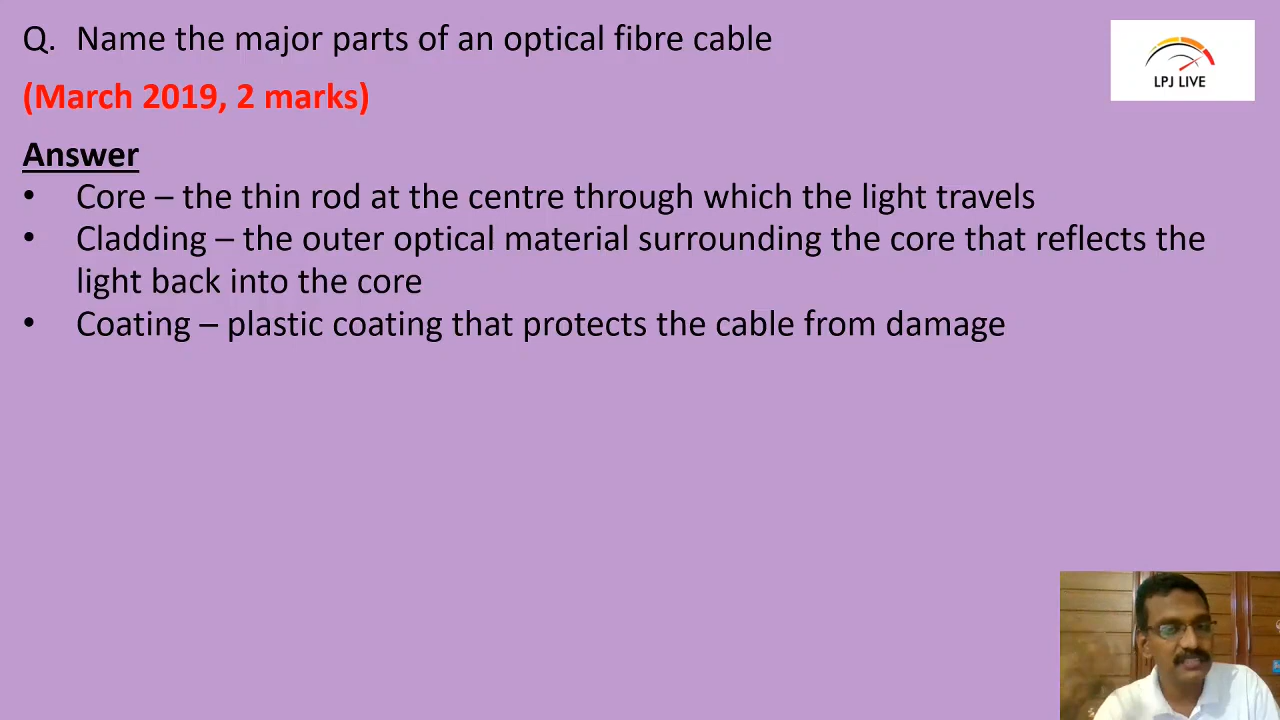 Q. Name the major parts of an optical fibre cable
(March 2019, 2 marks)
LPJ LIVE
Answer
• Core – the thin rod at the centre through which the light travels
• Cladding – the outer optical material surrounding the core that reflects the
light back into the core
• Coating – plastic coating that protects the cable from damage